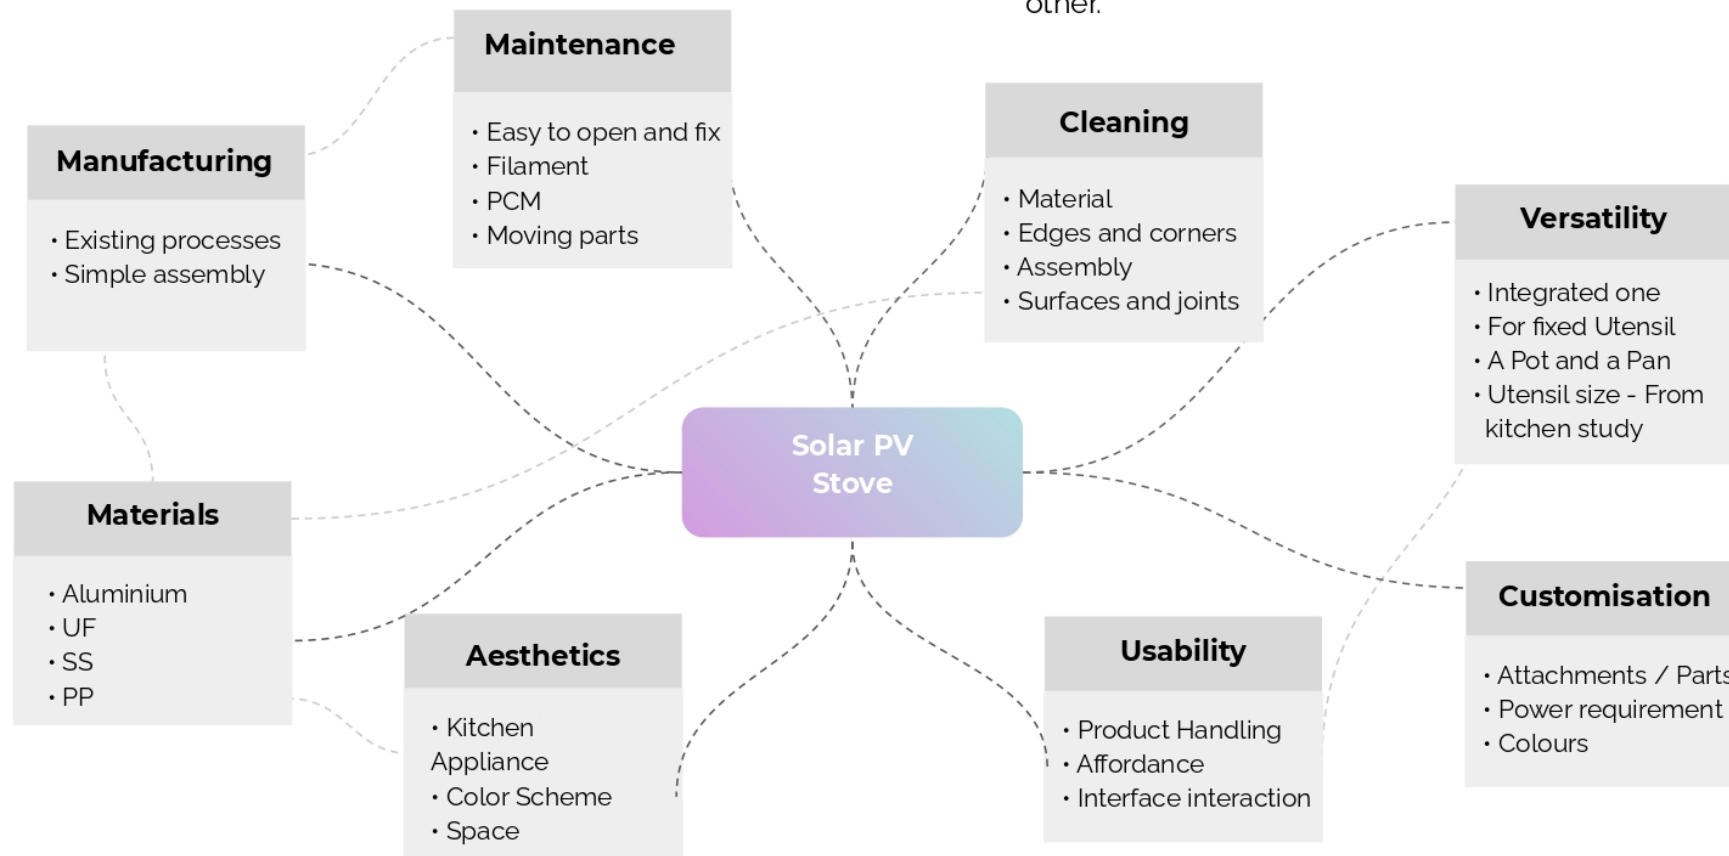 other.
Maintenance
• Easy to open and fix
• Filament
• PCM
• Moving parts
Cleaning
• Material
• Edges and corners
• Assembly
• Surfaces and joints
Manufacturing
• Existing processes
• Simple assembly
Versatility
• Integrated one
• For fixed Utensil
• A Pot and a Pan
• Utensil size - From
kitchen study
Solar PV
Stove
Materials
• Aluminium
• UF
• SS
• PP
Aesthetics
• Kitchen
Appliance
• Color Scheme
• Space
Usability
• Product Handling
• Affordance
• Interface interaction
Customisation
• Attachments / Parts
• Power requirement
• Colours